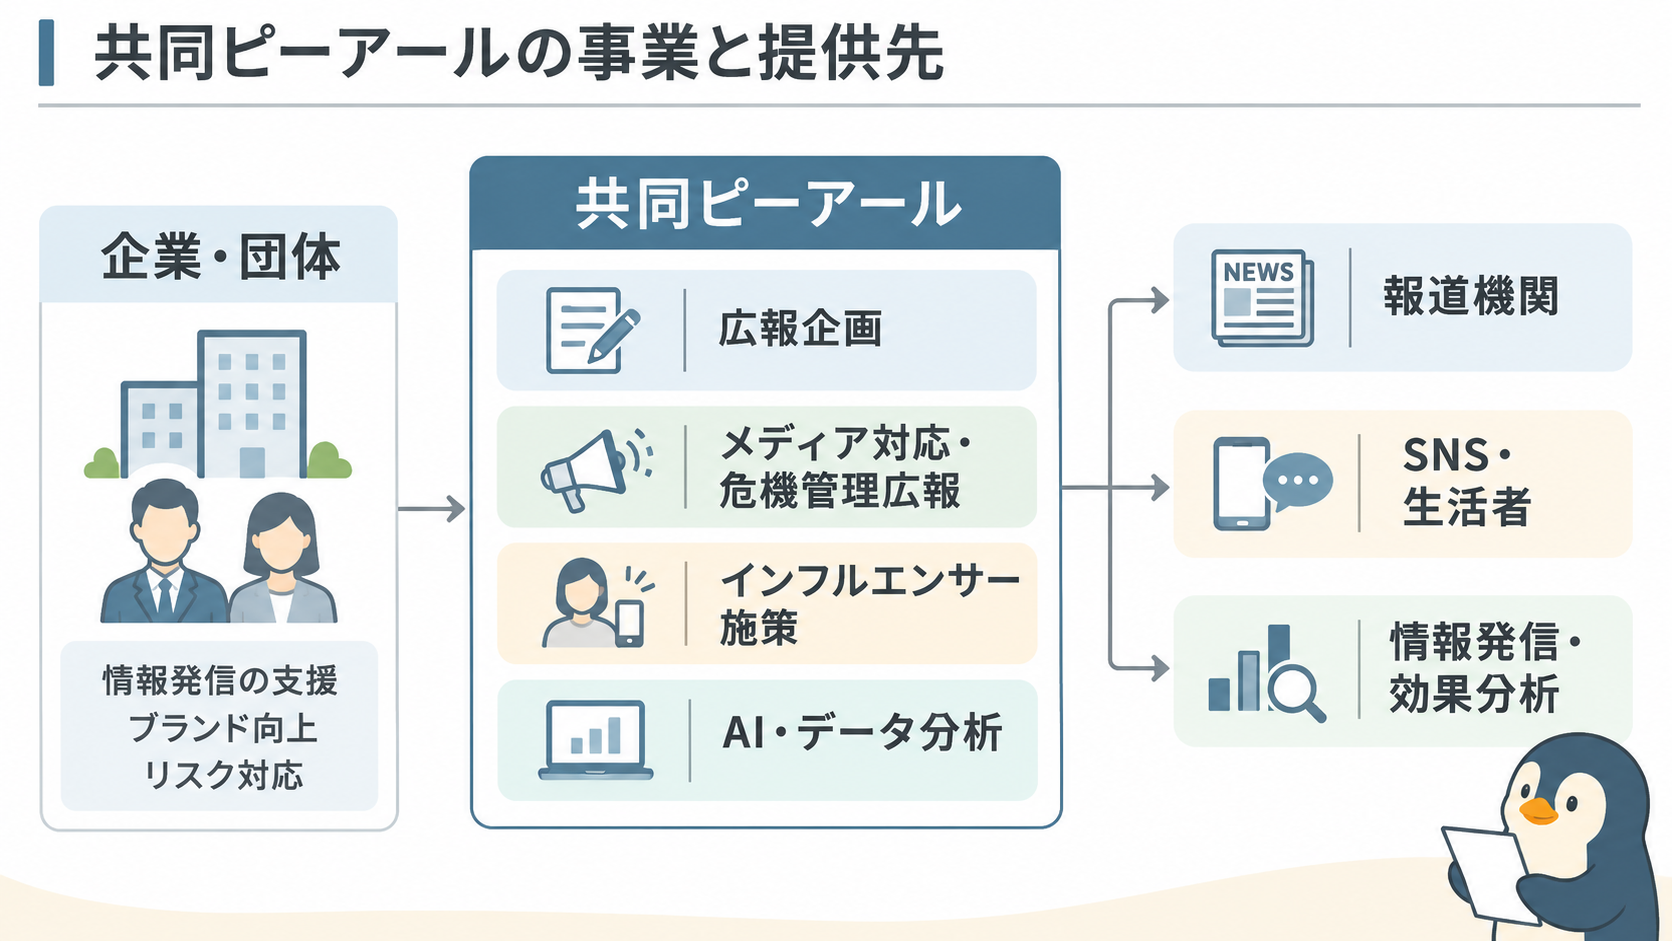 共同ピーアールの事業と提供先
企業・団体
情報発信の支援
ブランド向上
リスク対応
共同ピーアール
広報企画
メディア対応・
危機管理広報
インフルエンサー
施策
AI・データ分析
NEWS
報道機関
SNS・
生活者
情報発信・
効果分析